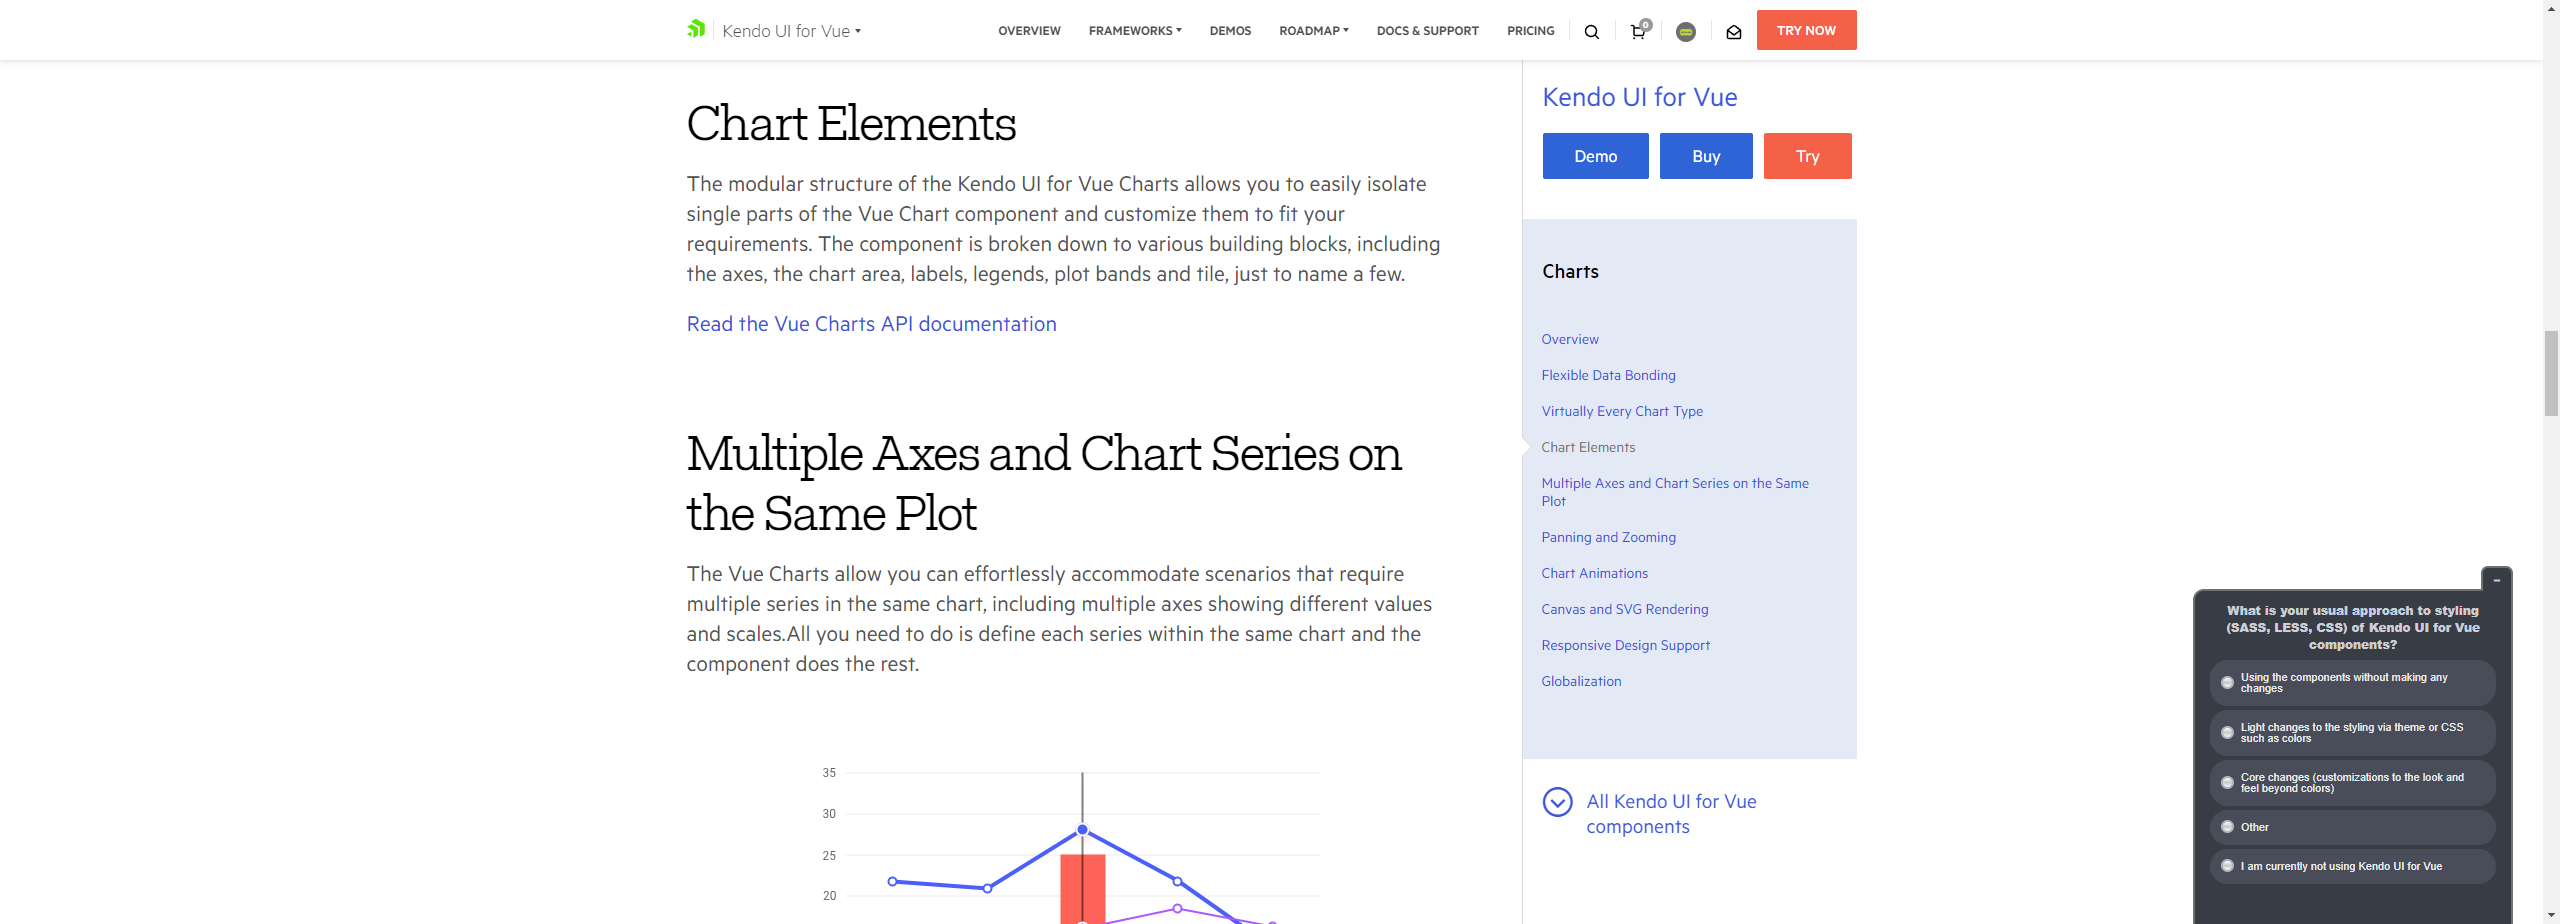 Kendo UI for Vue
OVERVIEW
FRAMEWORKS
DEMOS
ROADMAP
DOCS & SUPPORT
PRICING
0
TRY NOW
Chart Elements
The modular structure of the Kendo UI for Vue Charts allows you to easily isolate
single parts of the Vue Chart component and customize them to fit your
requirements. The component is broken down to various building blocks, including
the axes, the chart area, labels, legends, plot bands and tile, just to name a few.
Read the Vue Charts API documentation
Multiple Axes and Chart Series on
the Same Plot
The Vue Charts allow you can effortlessly accommodate scenarios that require
multiple series in the same chart, including multiple axes showing different values
and scales.All you need to do is define each series within the same chart and the
component does the rest.
35
30
25
20
Kendo UI for Vue
Demo
Buy
Try
Charts
Overview
Flexible Data Bonding
Virtually Every Chart Type
Chart Elements
Multiple Axes and Chart Series on the Same
Plot
Panning and Zooming
Chart Animations
Canvas and SVG Rendering
Responsive Design Support
Globalization
All Kendo UI for Vue
components
What is your usual approach to styling
(SASS, LESS, CSS) of Kendo UI for Vue
components?
Using the components without making any
changes
Light changes to the styling via theme or CSS
such as colors
Core changes (customizations to the look and
feel beyond colors)
Other
I am currently not using Kendo UI for Vue